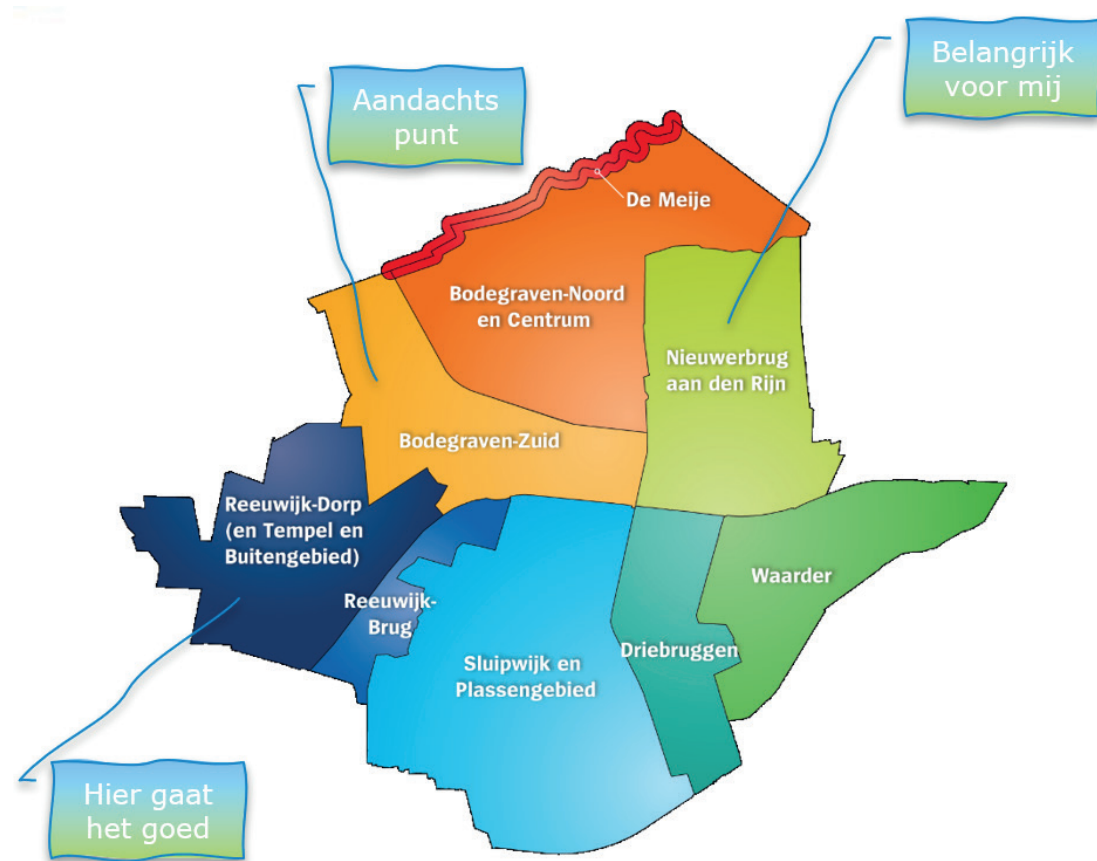 Belangrijk
voor mij
Aandachts
punt
De Meije
Bodegraven-Noord
en Centrum
Nieuwerbrug
aan den Rijn
Bodegraven-Zuid
Reeuwijk-Dorp
(en Tempel en
Buitengebied)
Waarder
Reeuwijk-
Brug
Driebruggen
Sluipwijk en
Plassengebied
Hier gaat
het goed